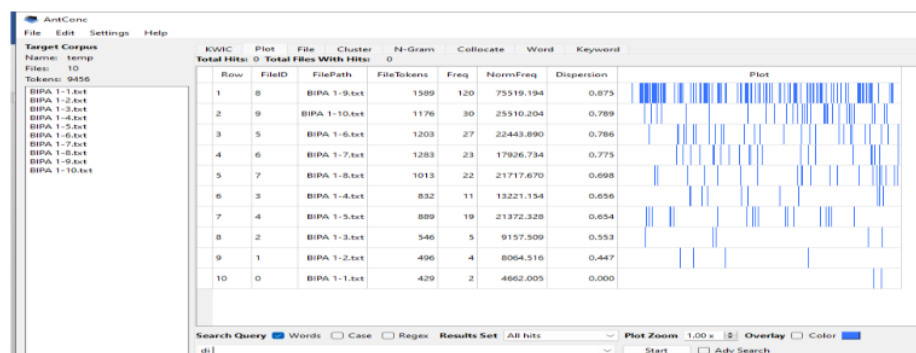 AntConc
File Edit Settings Help
Target Corpus
Name: temp
Files: 10
Tokens: 9456
BIPA 1-1.txt
BIPA 1-2.txt
BIPA 1-3.txt
BIPA 1-4.txt
BIPA 1-5.txt
BIPA 1-6.txt
BIPA 1-7.txt
BIPA 1-8.txt
BIPA 1-9.txt
BIPA 1-10.txt
KWIC Plot File Cluster N-Gram Collocate Word Keyword
Total Hits: 0 Total Files With Hits: 0
Row FileID FilePath FileTokens Freq NormFreq Dispersion Plot
1 8 BIPA 1-9.txt 1589 120 75519.194 0.875
2 9 BIPA 1-10.txt 1176 30 25510.204 0.789
3 5 BIPA 1-6.txt 1203 27 22443.890 0.786
4 6 BIPA 1-7.txt 1283 23 17926.734 0.775
5 7 BIPA 1-8.txt 1013 22 21717.670 0.698
6 3 BIPA 1-4.txt 832 11 13221.154 0.656
7 4 BIPA 1-5.txt 889 19 21372.328 0.654
8 2 BIPA 1-3.txt 546 5 9157.509 0.553
9 1 BIPA 1-2.txt 496 4 8064.516 0.447
10 0 BIPA 1-1.txt 429 2 4662.005 0.000
Search Query Words Case Regex Results Set All hits Plot Zoom 1.00 x Overlay Color
di Start Adv Search